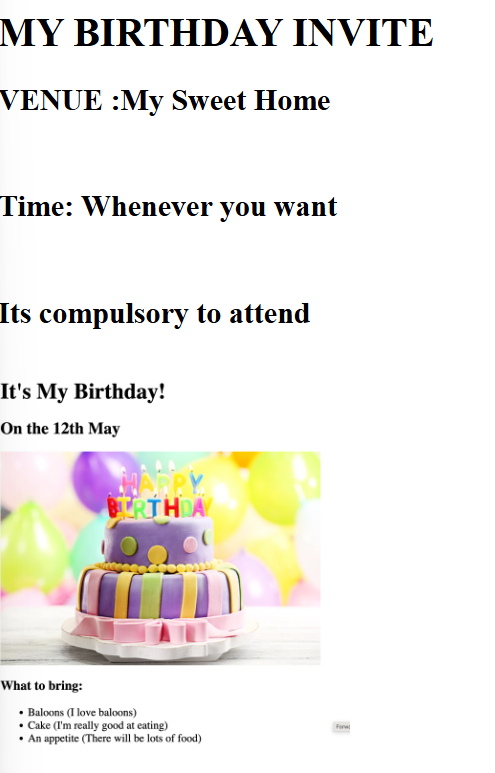 MY BIRTHDAY INVITE
VENUE :My Sweet Home
Time: Whenever you want
Its compulsory to attend
It's My Birthday!
On the 12th May
HAPPY
BIRTHDAY
What to bring:
Baloons (I love baloons)
Cake (I'm really good at eating)
An appetite (There will be lots of food)